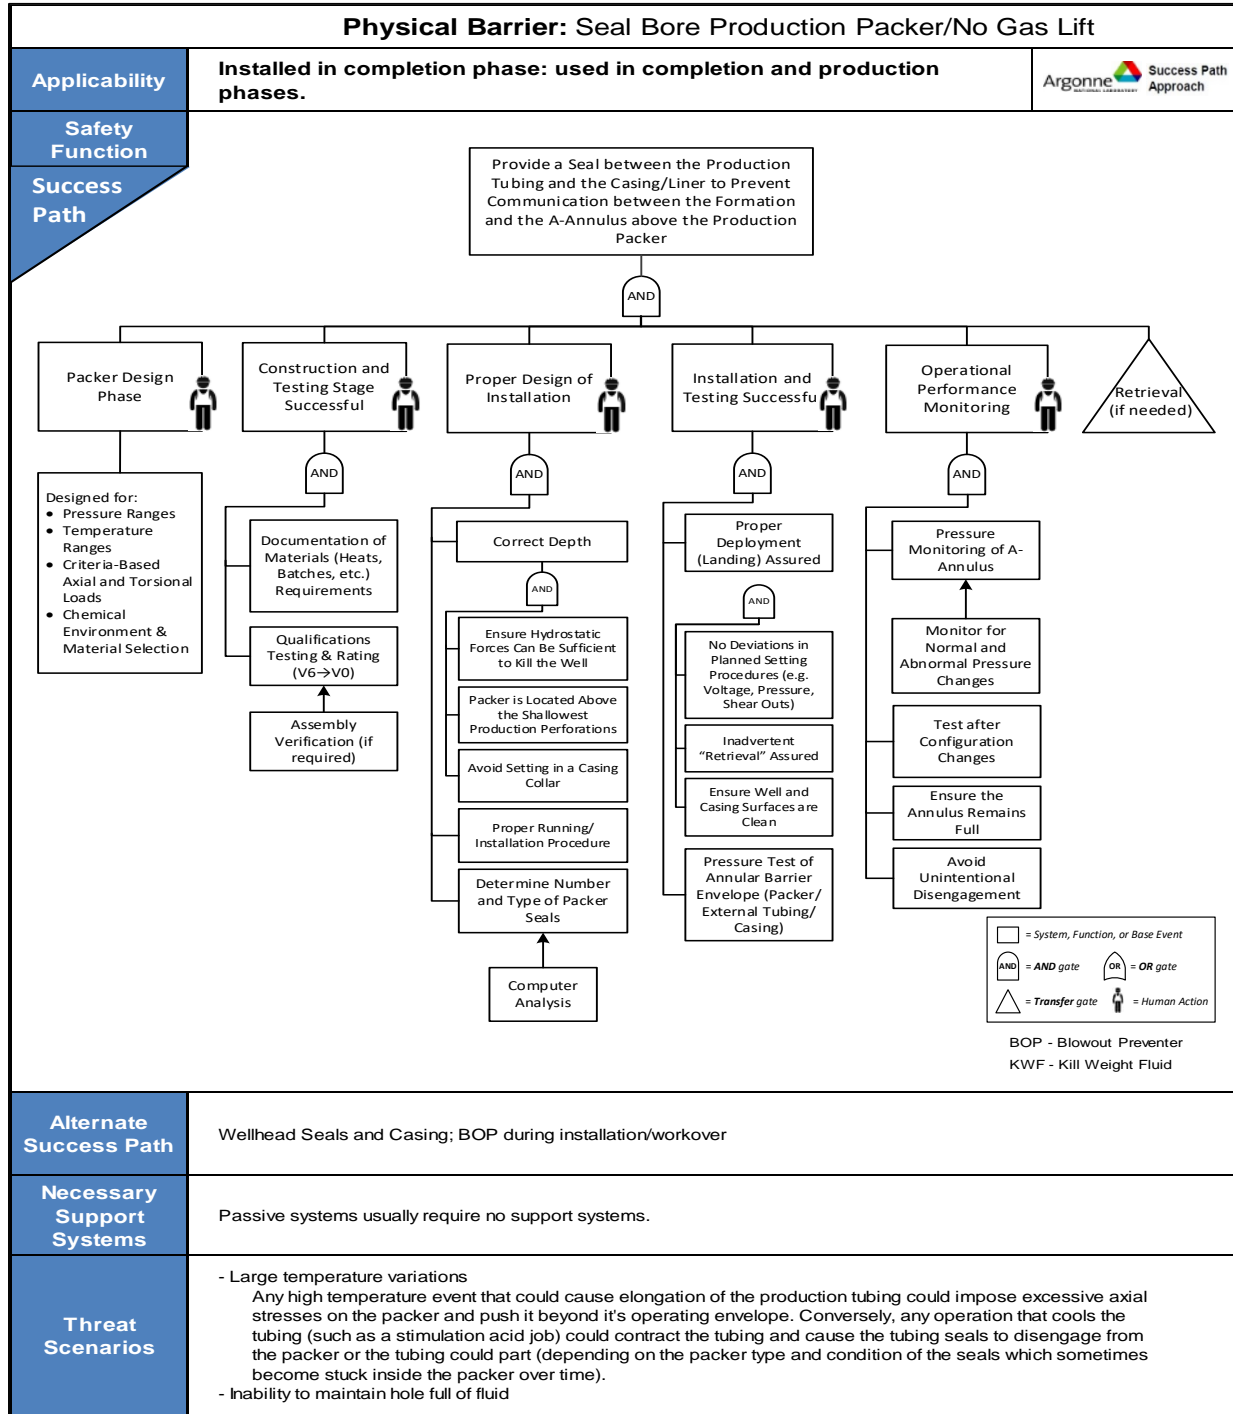 Physical Barrier: Seal Bore Production Packer/No Gas Lift
Applicability
Installed in completion phase: used in completion and production
phases.
Argonne
NATIONAL LABORATORY
Success Path
Approach
Safety
Function
Success
Path
Provide a Seal between the Production
Tubing and the Casing/Liner to Prevent
Communication between the Formation
and the A-Annulus above the Production
Packer
AND
Packer Design
Phase
Construction and
Testing Stage
Successful
Proper Design of
Installation
Installation and
Testing Successfu
Operational
Performance
Monitoring
Retrieval
(if needed)
AND
AND
AND
AND
Designed for:
• Pressure Ranges
• Temperature
Ranges
• Criteria-Based
Axial and Torsional
Loads
• Chemical
Environment &
Material Selection
Documentation of
Materials (Heats,
Batches, etc.)
Requirements
Qualifications
Testing & Rating
(V6→V0)
Assembly
Verification (if
required)
Correct Depth
AND
Ensure Hydrostatic
Forces Can Be Sufficient
to Kill the Well
Packer is Located Above
the Shallowest
Production Perforations
Avoid Setting in a Casing
Collar
Proper Running/
Installation Procedure
Determine Number
and Type of Packer
Seals
Computer
Analysis
Proper
Deployment
(Landing) Assured
AND
No Deviations in
Planned Setting
Procedures (e.g.
Voltage, Pressure,
Shear Outs)
Inadvertent
“Retrieval” Assured
Ensure Well and
Casing Surfaces are
Clean
Pressure Test of
Annular Barrier
Envelope (Packer/
External Tubing/
Casing)
Pressure
Monitoring of A-
Annulus
Monitor for
Normal and
Abnormal Pressure
Changes
Test after
Configuration
Changes
Ensure the
Annulus Remains
Full
Avoid
Unintentional
Disengagement
= System, Function, or Base Event
AND = AND gate OR = OR gate
= Transfer gate = Human Action
BOP - Blowout Preventer
KWF - Kill Weight Fluid
Alternate
Success Path
Wellhead Seals and Casing; BOP during installation/workover
Necessary
Support
Systems
Passive systems usually require no support systems.
Threat
Scenarios
- Large temperature variations
Any high temperature event that could cause elongation of the production tubing could impose excessive axial
stresses on the packer and push it beyond it's operating envelope. Conversely, any operation that cools the
tubing (such as a stimulation acid job) could contract the tubing and cause the tubing seals to disengage from
the packer or the tubing could part (depending on the packer type and condition of the seals which sometimes
become stuck inside the packer over time).
- Inability to maintain hole full of fluid